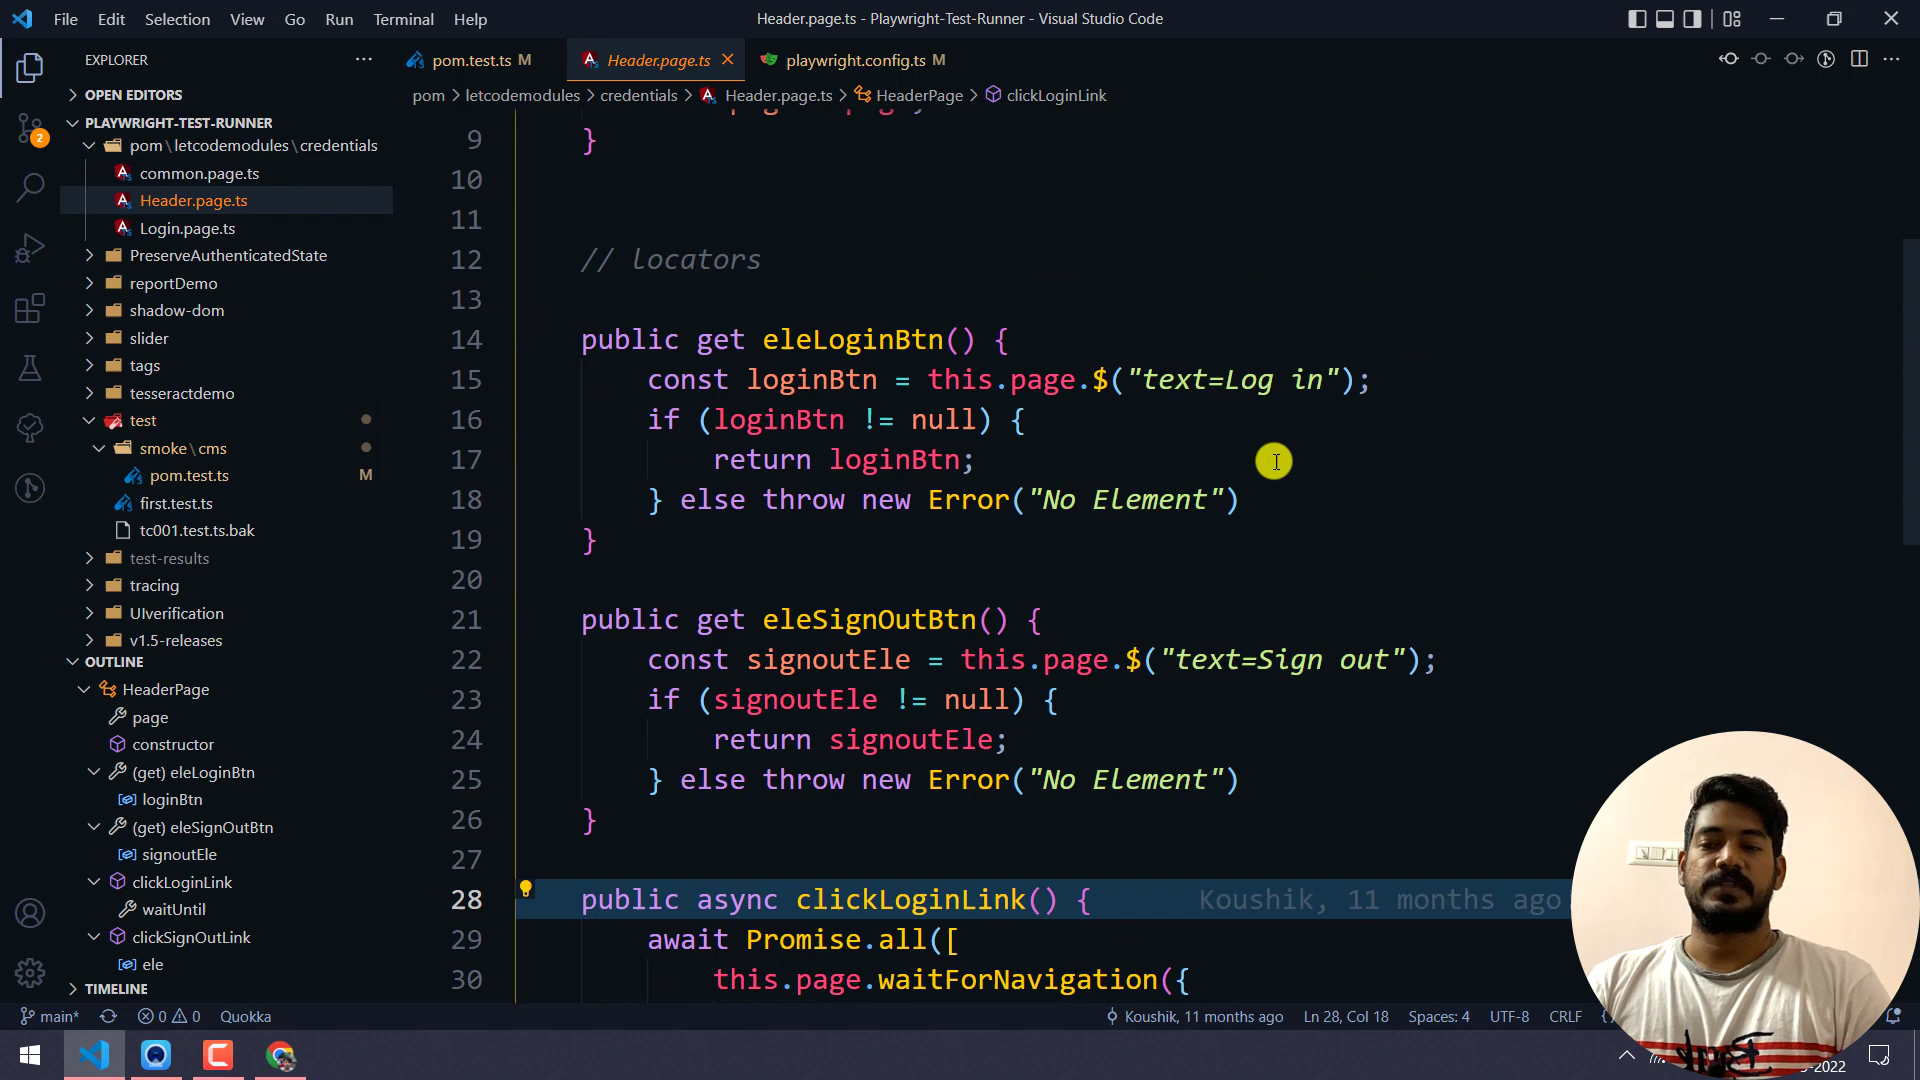 File Edit Selection View Go Run Terminal Help
Header.page.ts - Playwright-Test-Runner - Visual Studio Code
EXPLORER
OPEN EDITORS
PLAYWRIGHT-TEST-RUNNER
pom\letcodemodules\credentials
common.page.ts
Header.page.ts
Login.page.ts
PreserveAuthenticatedState
reportDemo
shadow-dom
slider
tags
tesseractdemo
test
smoke\cms
pom.test.ts M
first.test.ts
tc001.test.ts.bak
test-results
tracing
UIverification
v1.5-releases
OUTLINE
HeaderPage
page
constructor
(get) eleLoginBtn
loginBtn
(get) eleSignOutBtn
signoutEle
clickLoginLink
waitUntil
clickSignOutLink
ele
TIMELINE
2
pom.test.ts M
Header.page.ts
playwright.config.ts M
pom > letcodemodules > credentials > Header.page.ts > HeaderPage > clickLoginLink
9 }
10
11
12 // locators
13
14 public get eleLoginBtn() {
15 const loginBtn = this.page.$("text=Log in");
16 if (loginBtn != null) {
17 return loginBtn;
18 } else throw new Error("No Element")
19 }
20
21 public get eleSignOutBtn() {
22 const signoutEle = this.page.$("text=Sign out");
23 if (signoutEle != null) {
24 return signoutEle;
25 } else throw new Error("No Element")
26 }
27
28 public async clickLoginLink() { Koushik, 11 months ago
29 await Promise.all([
30 this.page.waitForNavigation({
main* 0 0 Quokka
Koushik, 11 months ago Ln 28, Col 18 Spaces: 4 UTF-8 CRLF
-2022